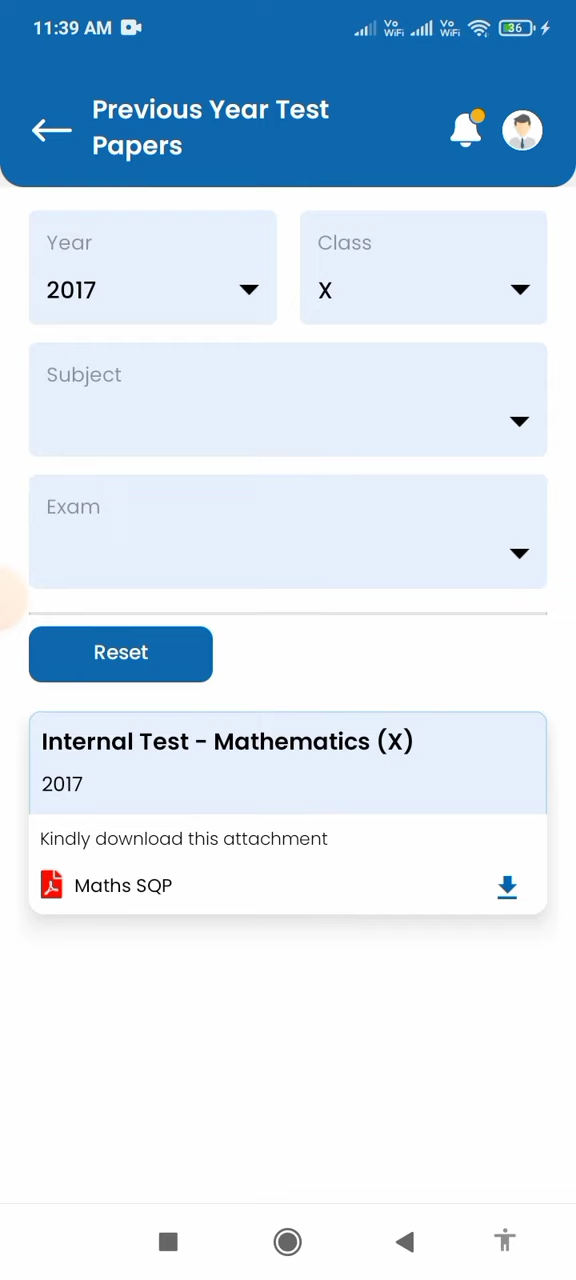 11:39 AM
Vo WiFi
Vo WiFi
36
Previous Year Test
Papers
Year
Class
2017
X
Subject
Exam
Reset
Internal Test - Mathematics (X)
2017
Kindly download this attachment
Maths SQP